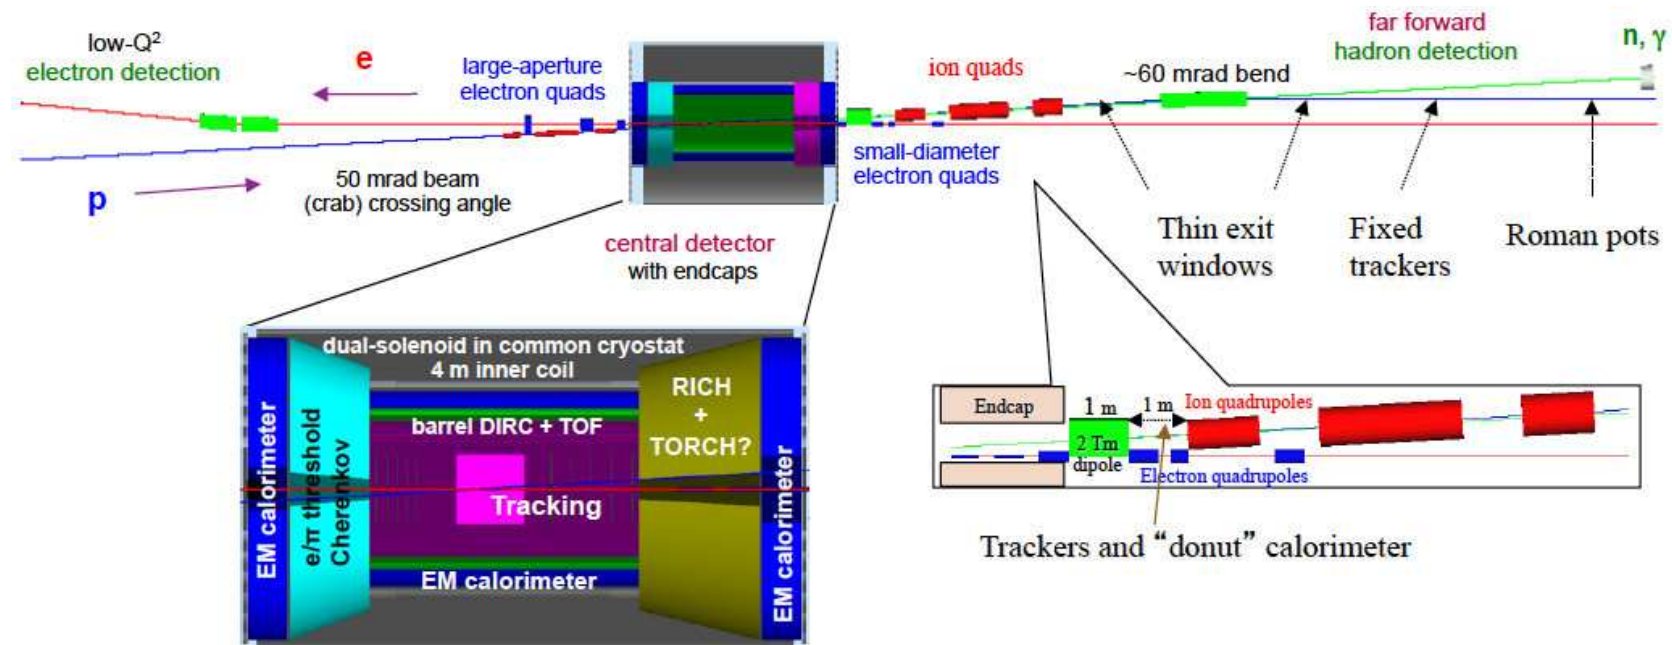 low-Q²
electron detection
e
large-aperture
electron quads
p
50 mrad beam
(crab) crossing angle
central detector
with endcaps
ion quads
small-diameter
electron quads
~60 mrad bend
far forward
hadron detection
n, γ
Thin exit
windows
Fixed
trackers
Roman pots
dual-solenoid in common cryostat
4 m inner coil
EM calorimeter
e/π threshold
Cherenkov
barrel DIRC + TOF
Tracking
EM calorimeter
RICH
+
TORCH?
EM calorimeter
Endcap
1 m
1 m
Ion quadrupoles
2 Tm
dipole
Electron quadrupoles
Trackers and “donut” calorimeter